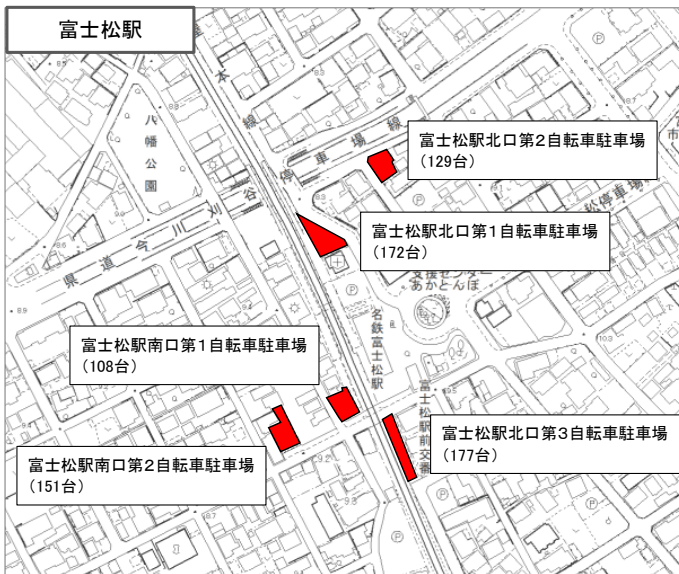 富士松駅
富士松駅北口第2自転車駐車場
(129台)
富士松駅北口第1自転車駐車場
(172台)
富士松駅南口第1自転車駐車場
(108台)
富士松駅北口第3自転車駐車場
(177台)
富士松駅南口第2自転車駐車場
(151台)
八幡公園
本
線
停車場線
県道今
谷
松停車場
支援センター
あかとんぼ
名鉄富士松駅
富士松駅前交番